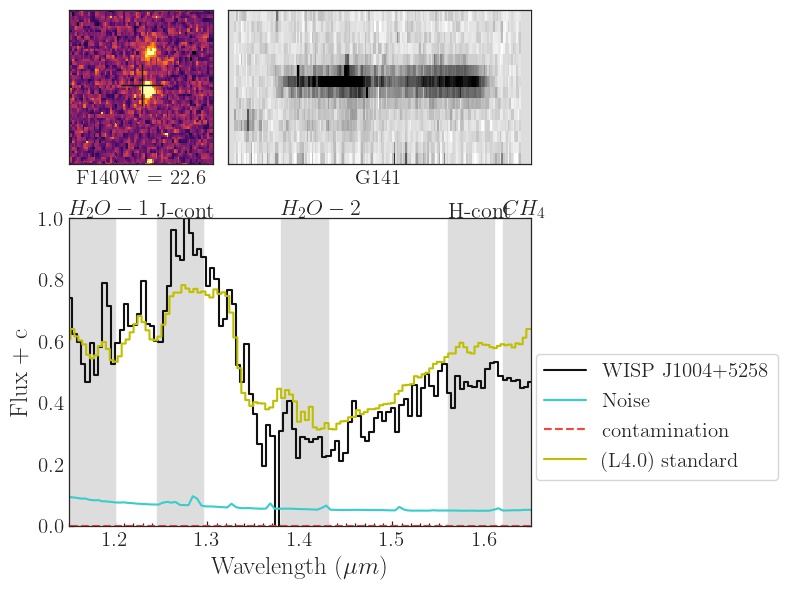 F140W = 22.6
G141
H₂O − 1 J-cont H₂O − 2 H-cont CH₄
1.0
0.8
0.6
0.4
0.2
0.0
Flux + c
1.2 1.3 1.4 1.5 1.6
Wavelength (μm)
WISP J1004+5258
Noise
contamination
(L4.0) standard